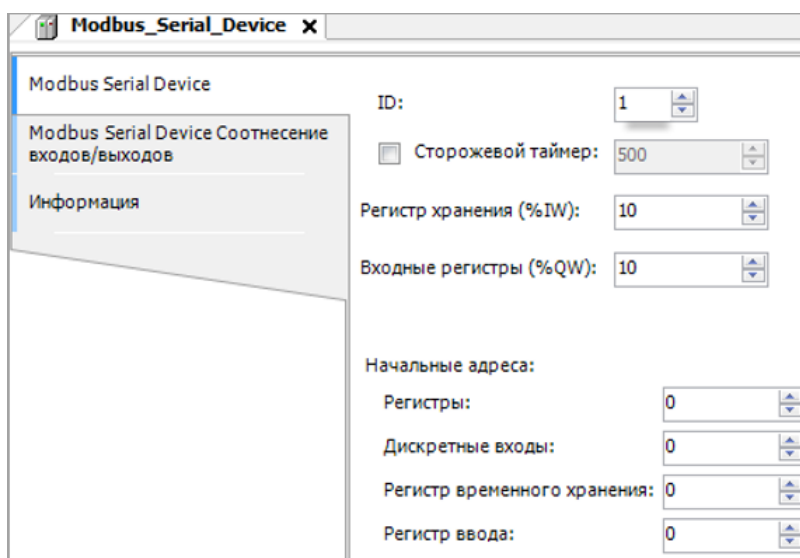 Modbus_Serial_Device X
Modbus Serial Device
Modbus Serial Device Соотнесение
входов/выходов
Информация
ID: 1
Сторожевой таймер: 500
Регистр хранения (%IW): 10
Входные регистры (%QW): 10
Начальные адреса:
Регистры: 0
Дискретные входы: 0
Регистр временного хранения: 0
Регистр ввода: 0